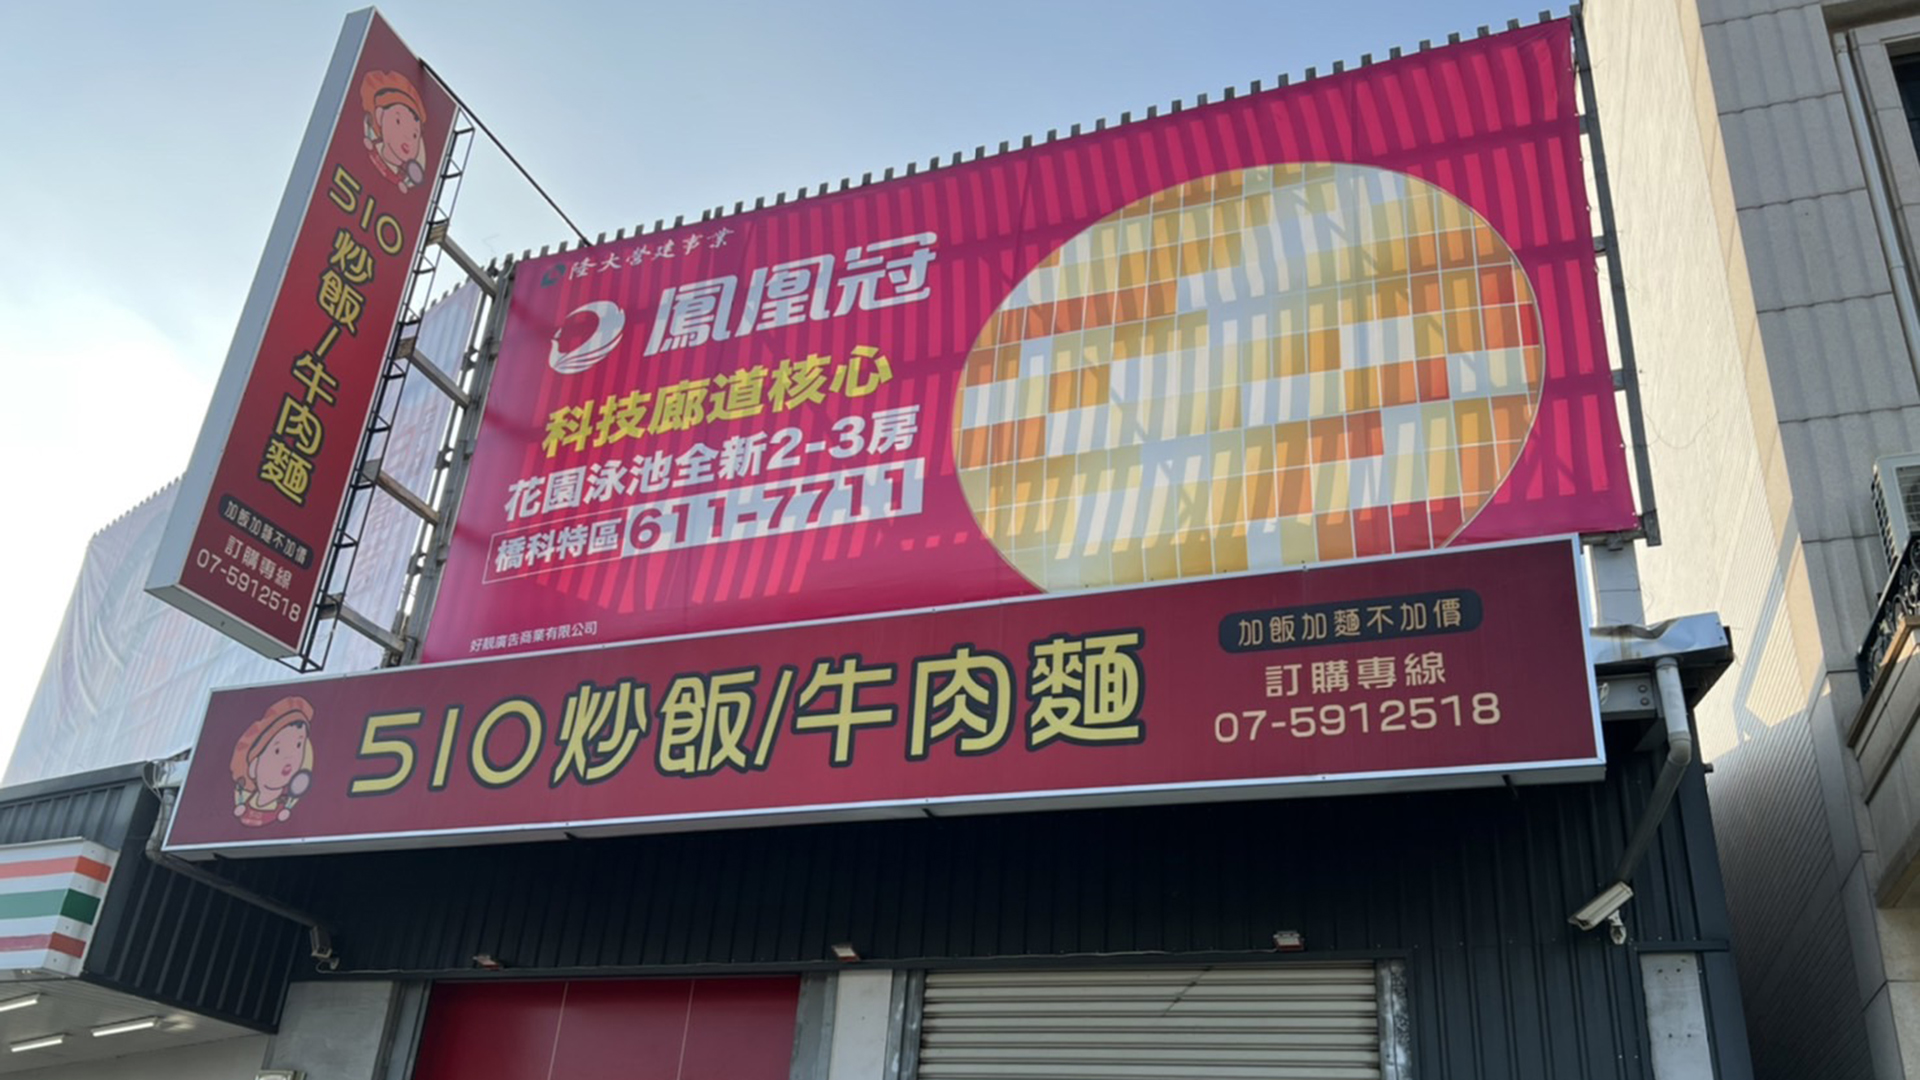 510
炒飯/牛肉麵
加飯加麵不加價
訂購專線
07-5912518
隆大營建事業
鳳凰冠
科技廊道核心
花園泳池全新2-3房
橋科特區 611-7711
好靚廣告商業有限公司
510炒飯/牛肉麵
加飯加麵不加價
訂購專線
07-5912518